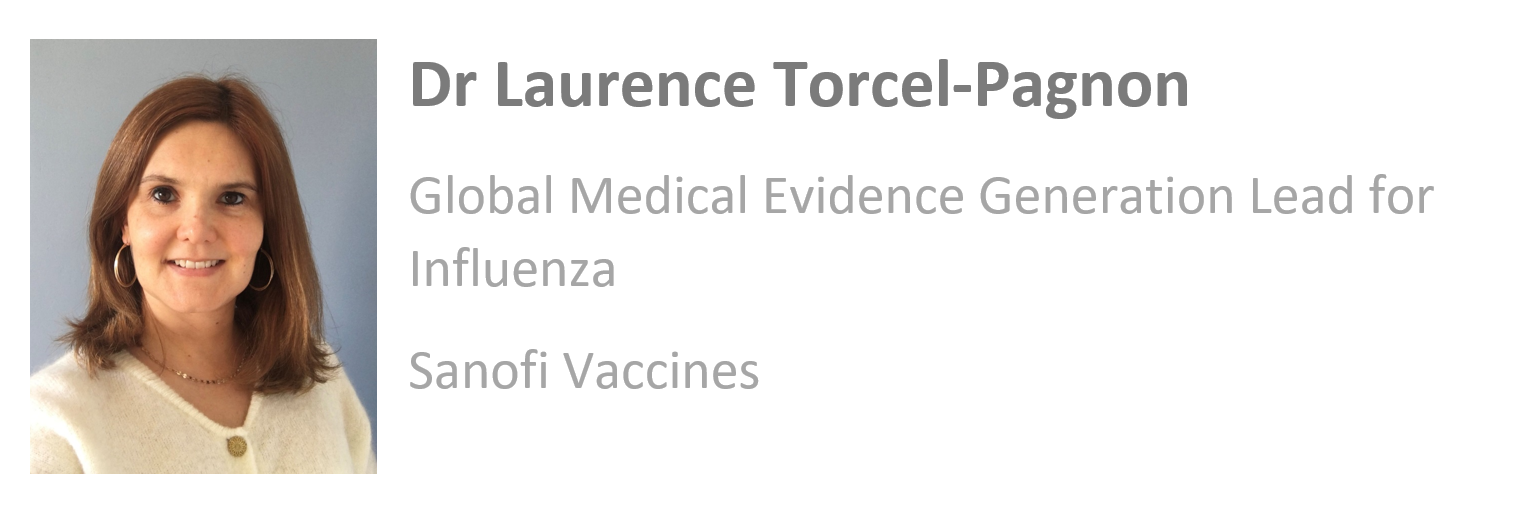 Dr Laurence Torcel-Pagnon
Global Medical Evidence Generation Lead for
Influenza
Sanofi Vaccines